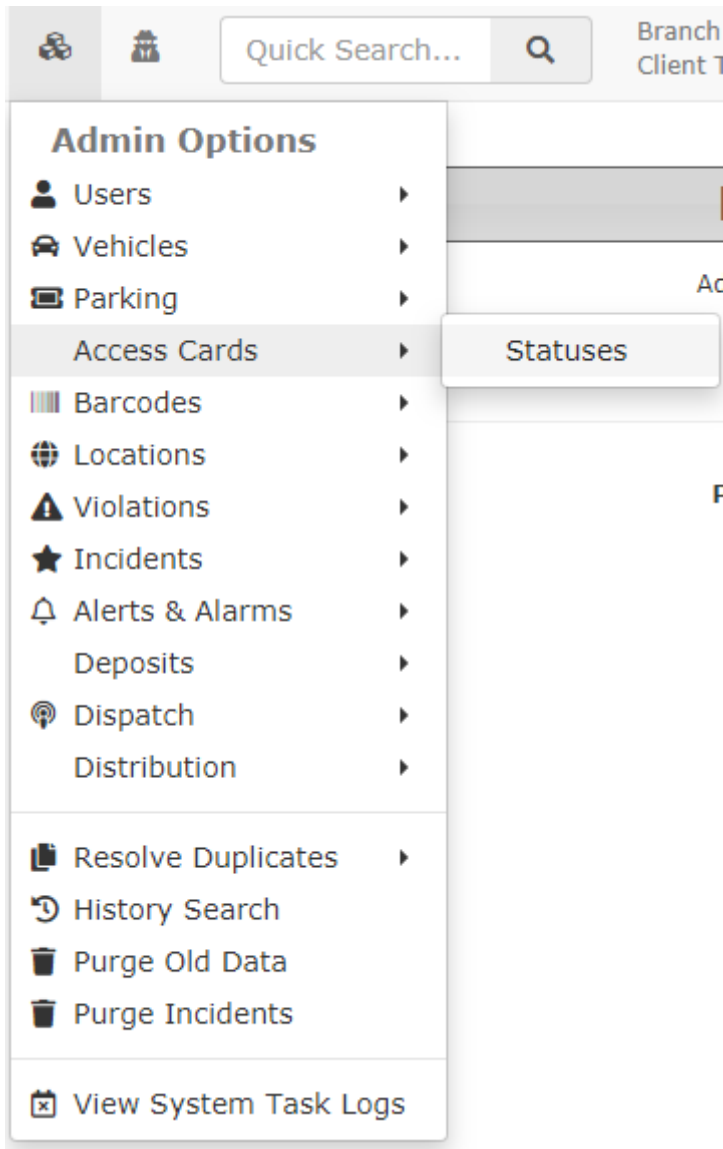 Quick Search...
Branch
Client T
Admin Options
Users
Vehicles
Parking
Access Cards
Statuses
Barcodes
Locations
Violations
Incidents
Alerts & Alarms
Deposits
Dispatch
Distribution
Resolve Duplicates
History Search
Purge Old Data
Purge Incidents
View System Task Logs